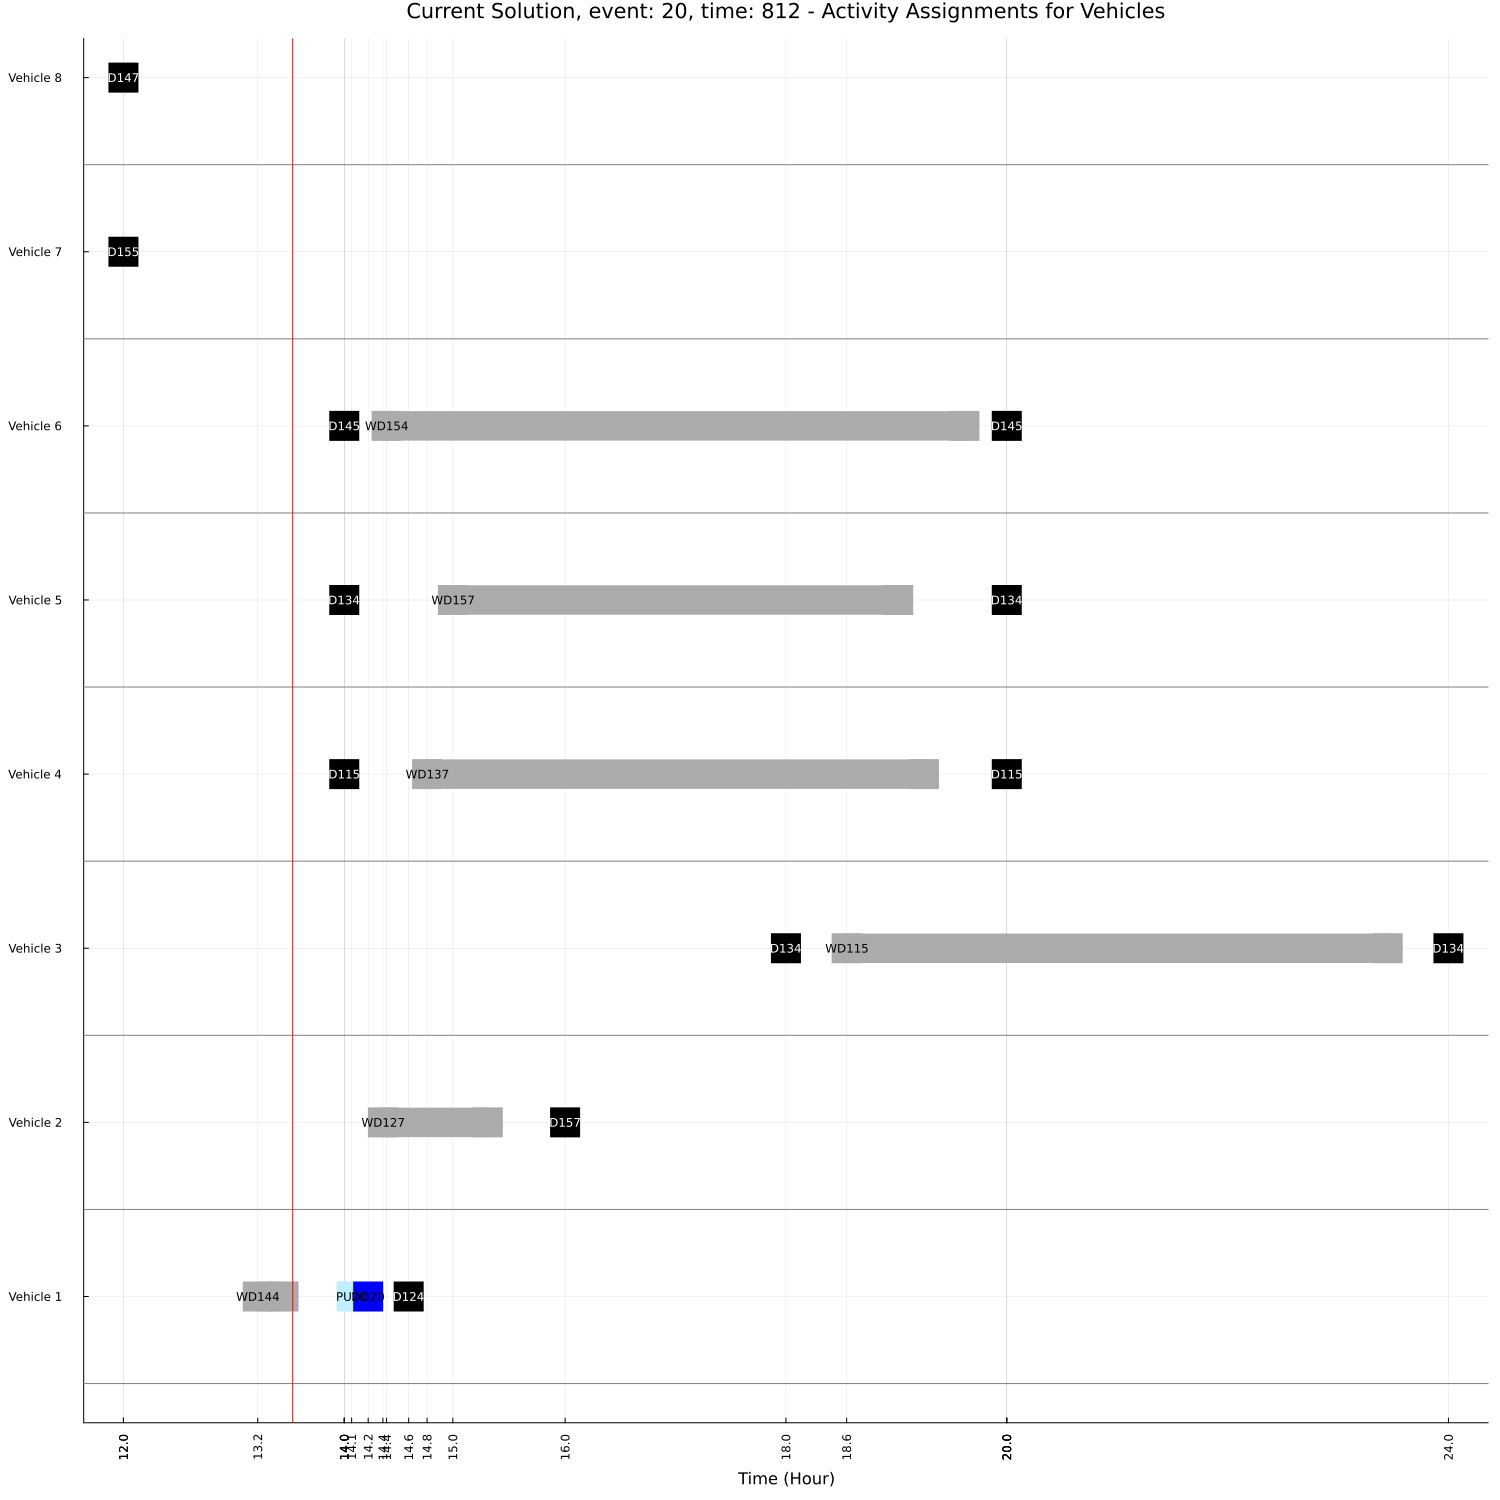 Current Solution, event: 20, time: 812 - Activity Assignments for Vehicles
Vehicle 8
D147
Vehicle 7
D155
Vehicle 6
D145 WD154 D145
Vehicle 5
D134 WD157 D134
Vehicle 4
D115 WD137 D115
Vehicle 3
D134 WD115 D134
Vehicle 2
WD127 D157
Vehicle 1
WD144 D124
12.0 13.2 14.0 14.1 14.2 14.4 14.6 14.8 15.0 16.0 18.0 18.6 20.0 24.0
Time (Hour)